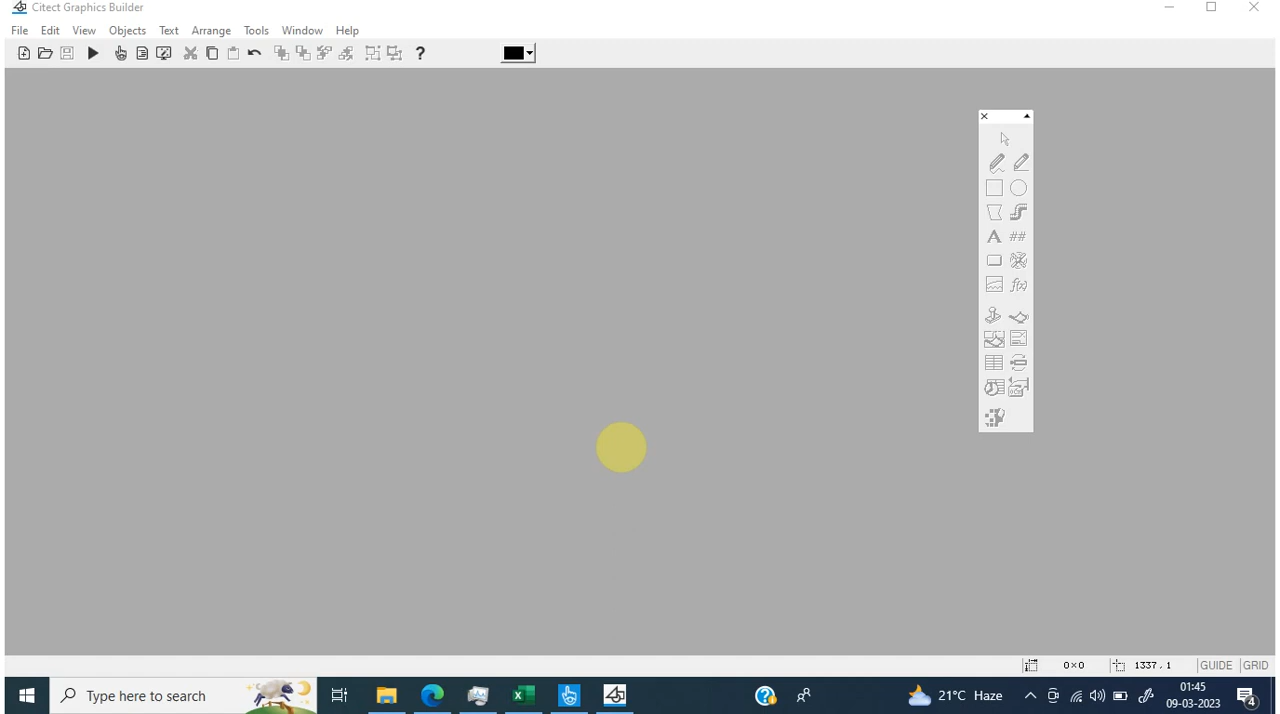 Citect Graphics Builder
File Edit View Objects Text Arrange Tools Window Help
?
A ##
f(x)
0×0 1337,1 GUIDE GRID
Type here to search
21°C Haze
01:45
09-03-2023
4